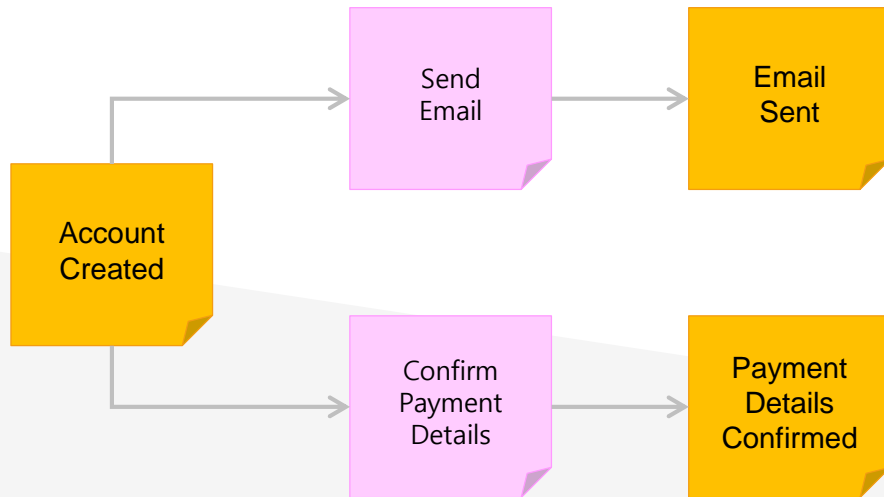 Send
Email
Email
Sent
Account
Created
Confirm
Payment
Details
Payment
Details
Confirmed